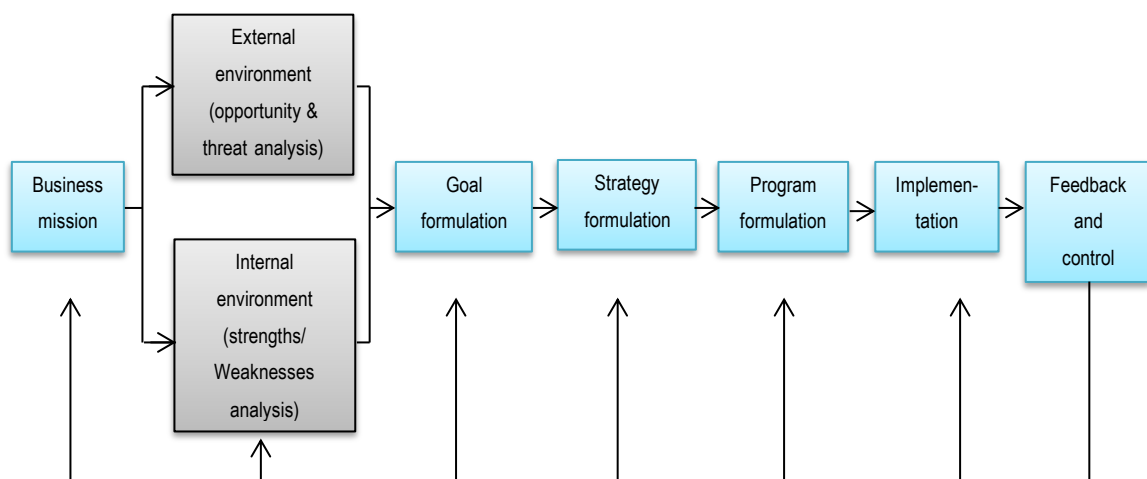 Business
mission
External
environment
(opportunity &
threat analysis)
Internal
environment
(strengths/
Weaknesses
analysis)
Goal
formulation
Strategy
formulation
Program
formulation
Implemen-
tation
Feedback
and
control